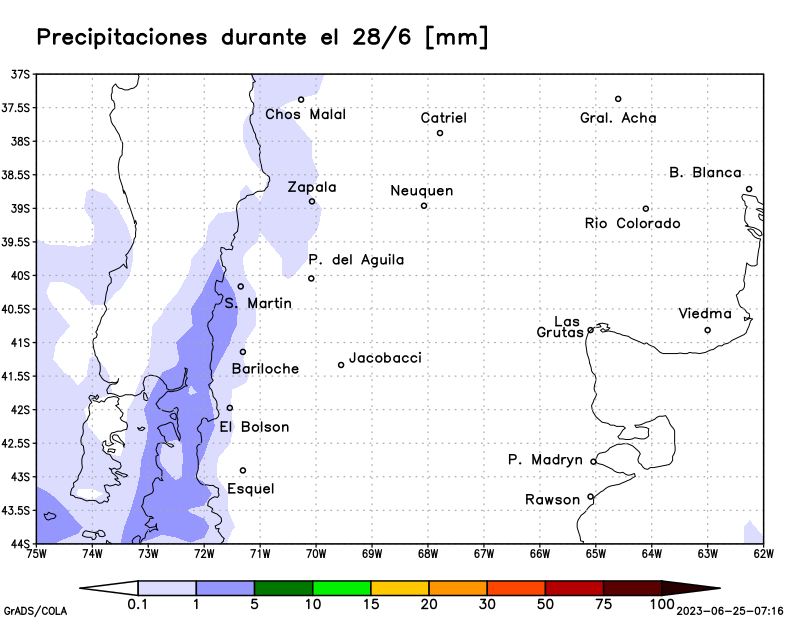 Precipitaciones durante el 28/6 [mm]
37S
37.5S
38S
38.5S
39S
39.5S
40S
40.5S
41S
41.5S
42S
42.5S
43S
43.5S
44S
Chos Malal
Catriel
Gral. Acha
B. Blanca
Zapala
Neuquen
Rio Colorado
P. del Aguila
S. Martin
Las
Grutas
Viedma
Bariloche
Jacobacci
El Bolson
P. Madryn
Esquel
Rawson
75W 74W 73W 72W 71W 70W 69W 68W 67W 66W 65W 64W 63W 62W
0.1 1 5 10 15 20 30 50 75 100
GrADS/COLA
2023-06-25-07:16